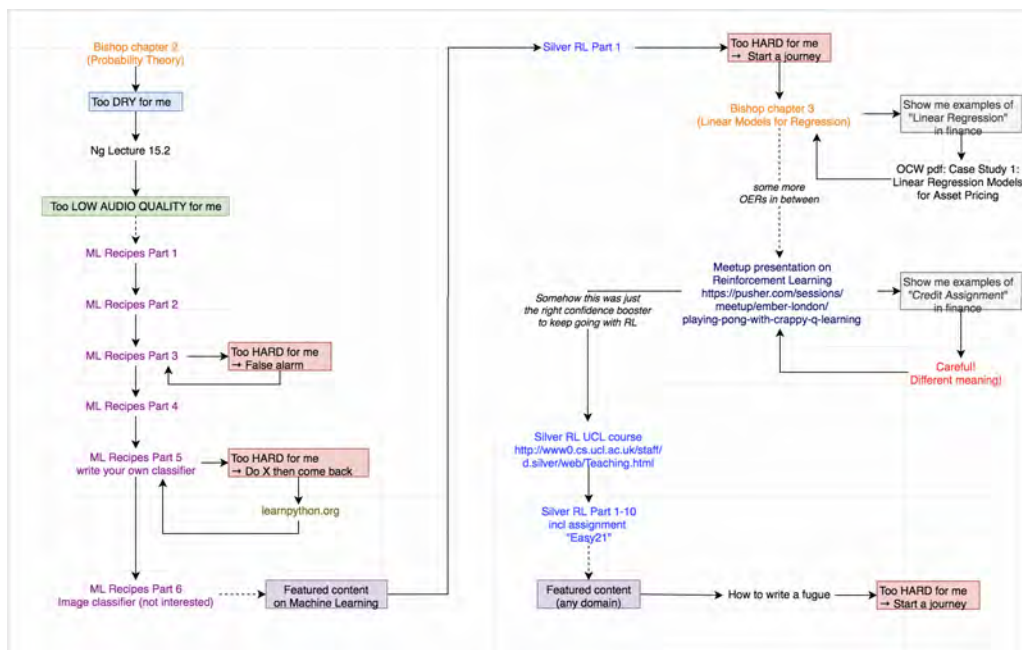 Bishop chapter 2
(Probability Theory)
Too DRY for me
Ng Lecture 15.2
Too LOW AUDIO QUALITY for me
ML Recipes Part 1
ML Recipes Part 2
ML Recipes Part 3
Too HARD for me
→ False alarm
ML Recipes Part 4
ML Recipes Part 5
write your own classifier
Too HARD for me
→ Do X then come back
learnpython.org
ML Recipes Part 6
Image classifier (not interested)
Featured content
on Machine Learning
Silver RL Part 1
Too HARD for me
→ Start a journey
Bishop chapter 3
(Linear Models for Regression)
Show me examples of
"Linear Regression"
in finance
OCW pdf: Case Study 1:
Linear Regression Models
for Asset Pricing
some more
OERs in between
Meetup presentation on
Reinforcement Learning
https://pusher.com/sessions/
meetup/ember-london/
playing-pong-with-crappy-q-learning
Show me examples of
"Credit Assignment"
in finance
Careful!
Different meaning!
Somehow this was just
the right confidence booster
to keep going with RL
Silver RL UCL course
http://www0.cs.ucl.ac.uk/staff/
d.silver/web/Teaching.html
Silver RL Part 1-10
incl assignment
"Easy21"
Featured content
(any domain)
How to write a fugue
Too HARD for me
→ Start a journey